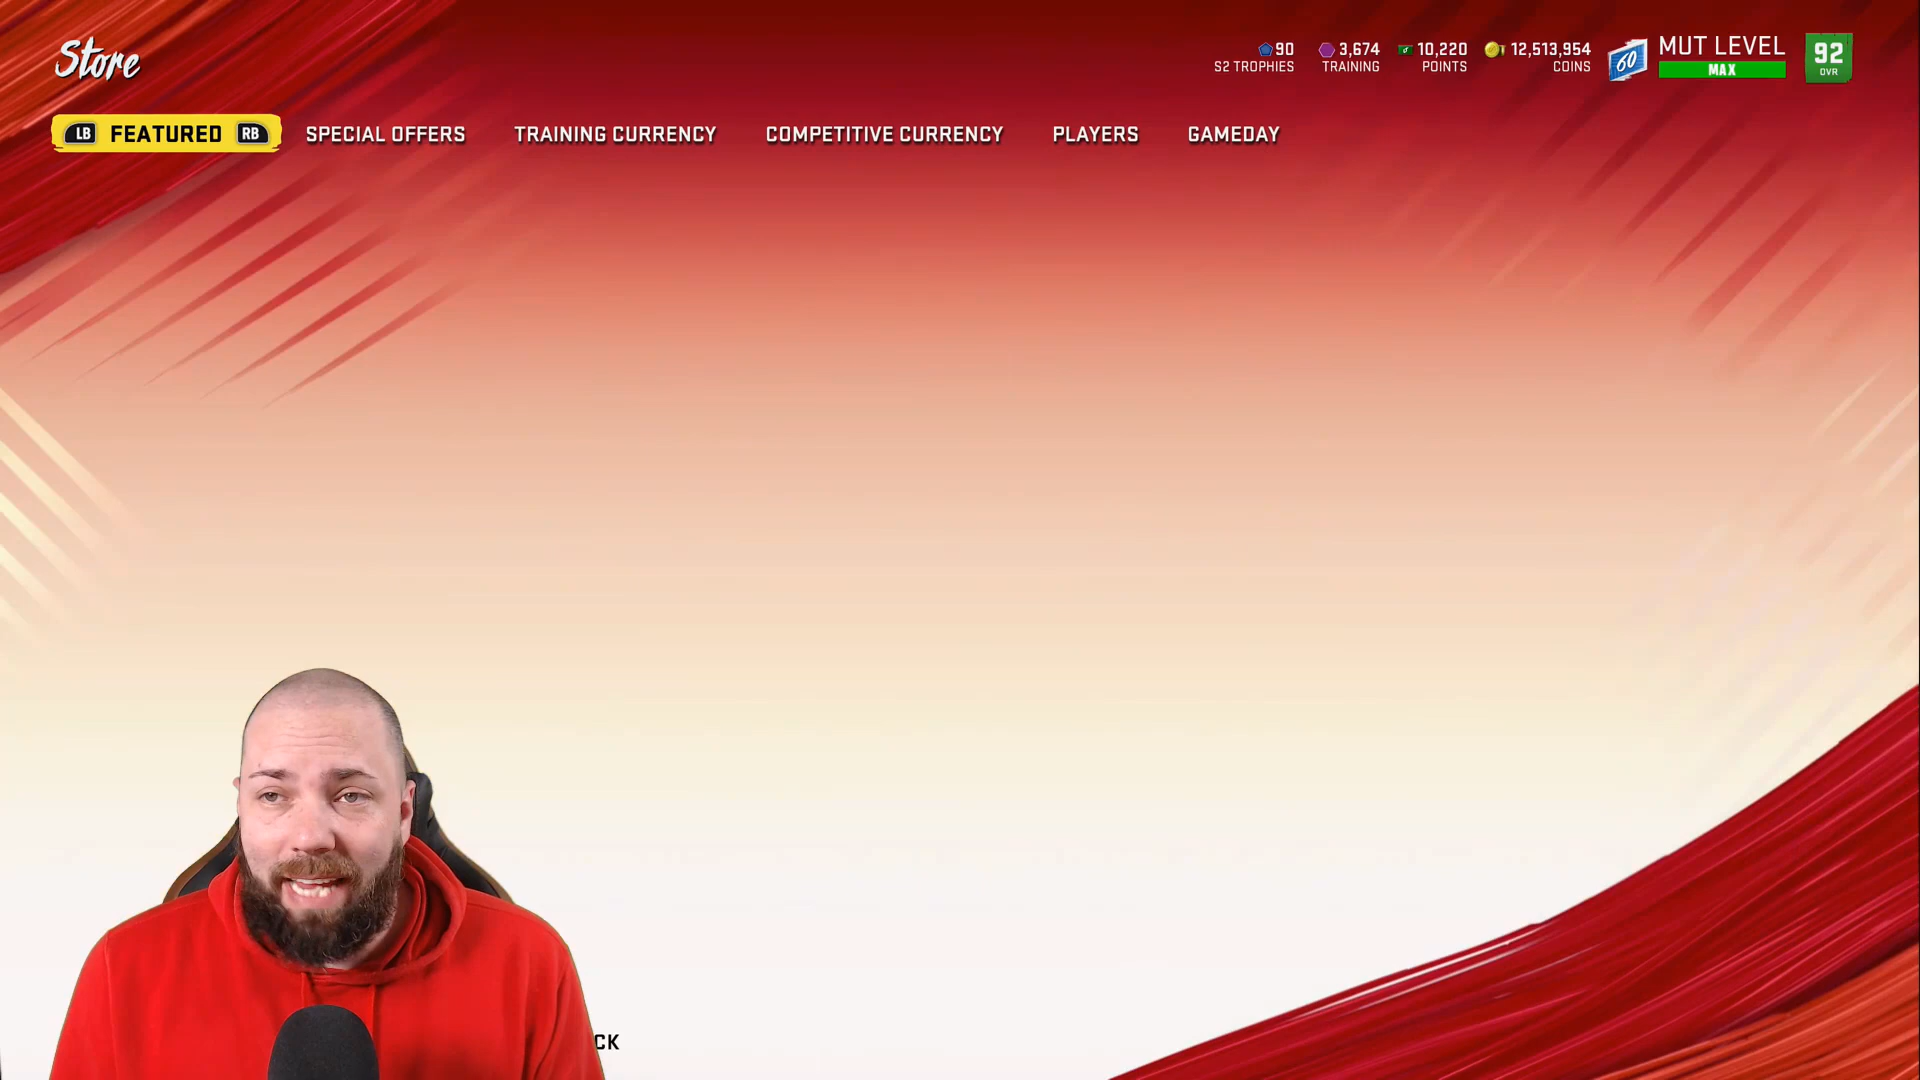 Store
90
S2 TROPHIES
3,674
TRAINING
10,220
POINTS
12,513,954
COINS
60
MUT LEVEL
MAX
92
OVR
LB FEATURED RB
SPECIAL OFFERS
TRAINING CURRENCY
COMPETITIVE CURRENCY
PLAYERS
GAMEDAY
CK